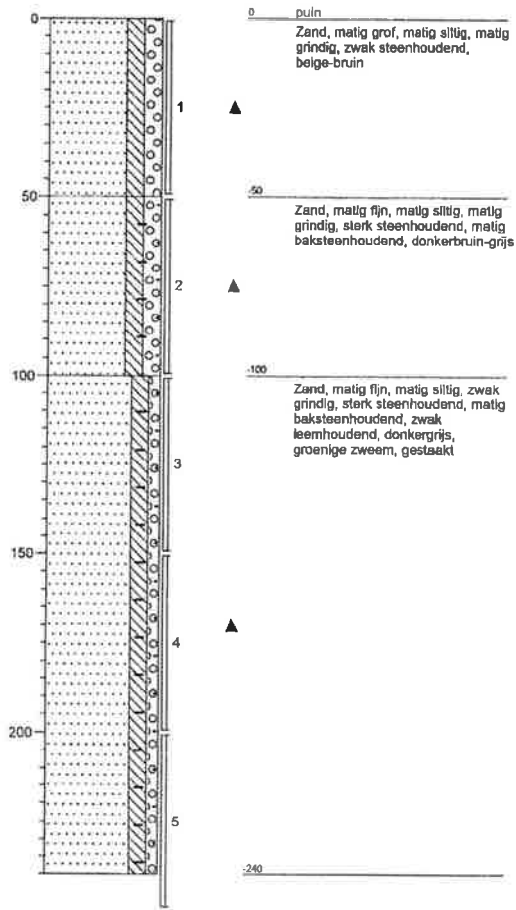 0
0 puin
Zand, matig grof, matig siltig, matig
grindig, zwak steenhoudend,
beige-bruin
1
50
-50
Zand, matig fijn, matig siltig, matig
grindig, sterk steenhoudend, matig
baksteenhoudend, donkerbruin-grijs
2
100
-100
Zand, matig fijn, matig siltig, zwak
grindig, sterk steenhoudend, matig
baksteenhoudend, zwak
leemhoudend, donkergrijs,
groenige zweem, gestaakt
3
150
4
200
5
-240